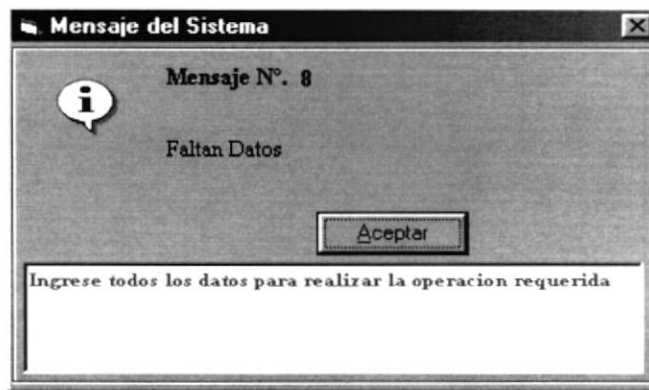 Mensaje del Sistema
Mensaje N°. 8
Faltan Datos
Aceptar
Ingrese todos los datos para realizar la operacion requerida